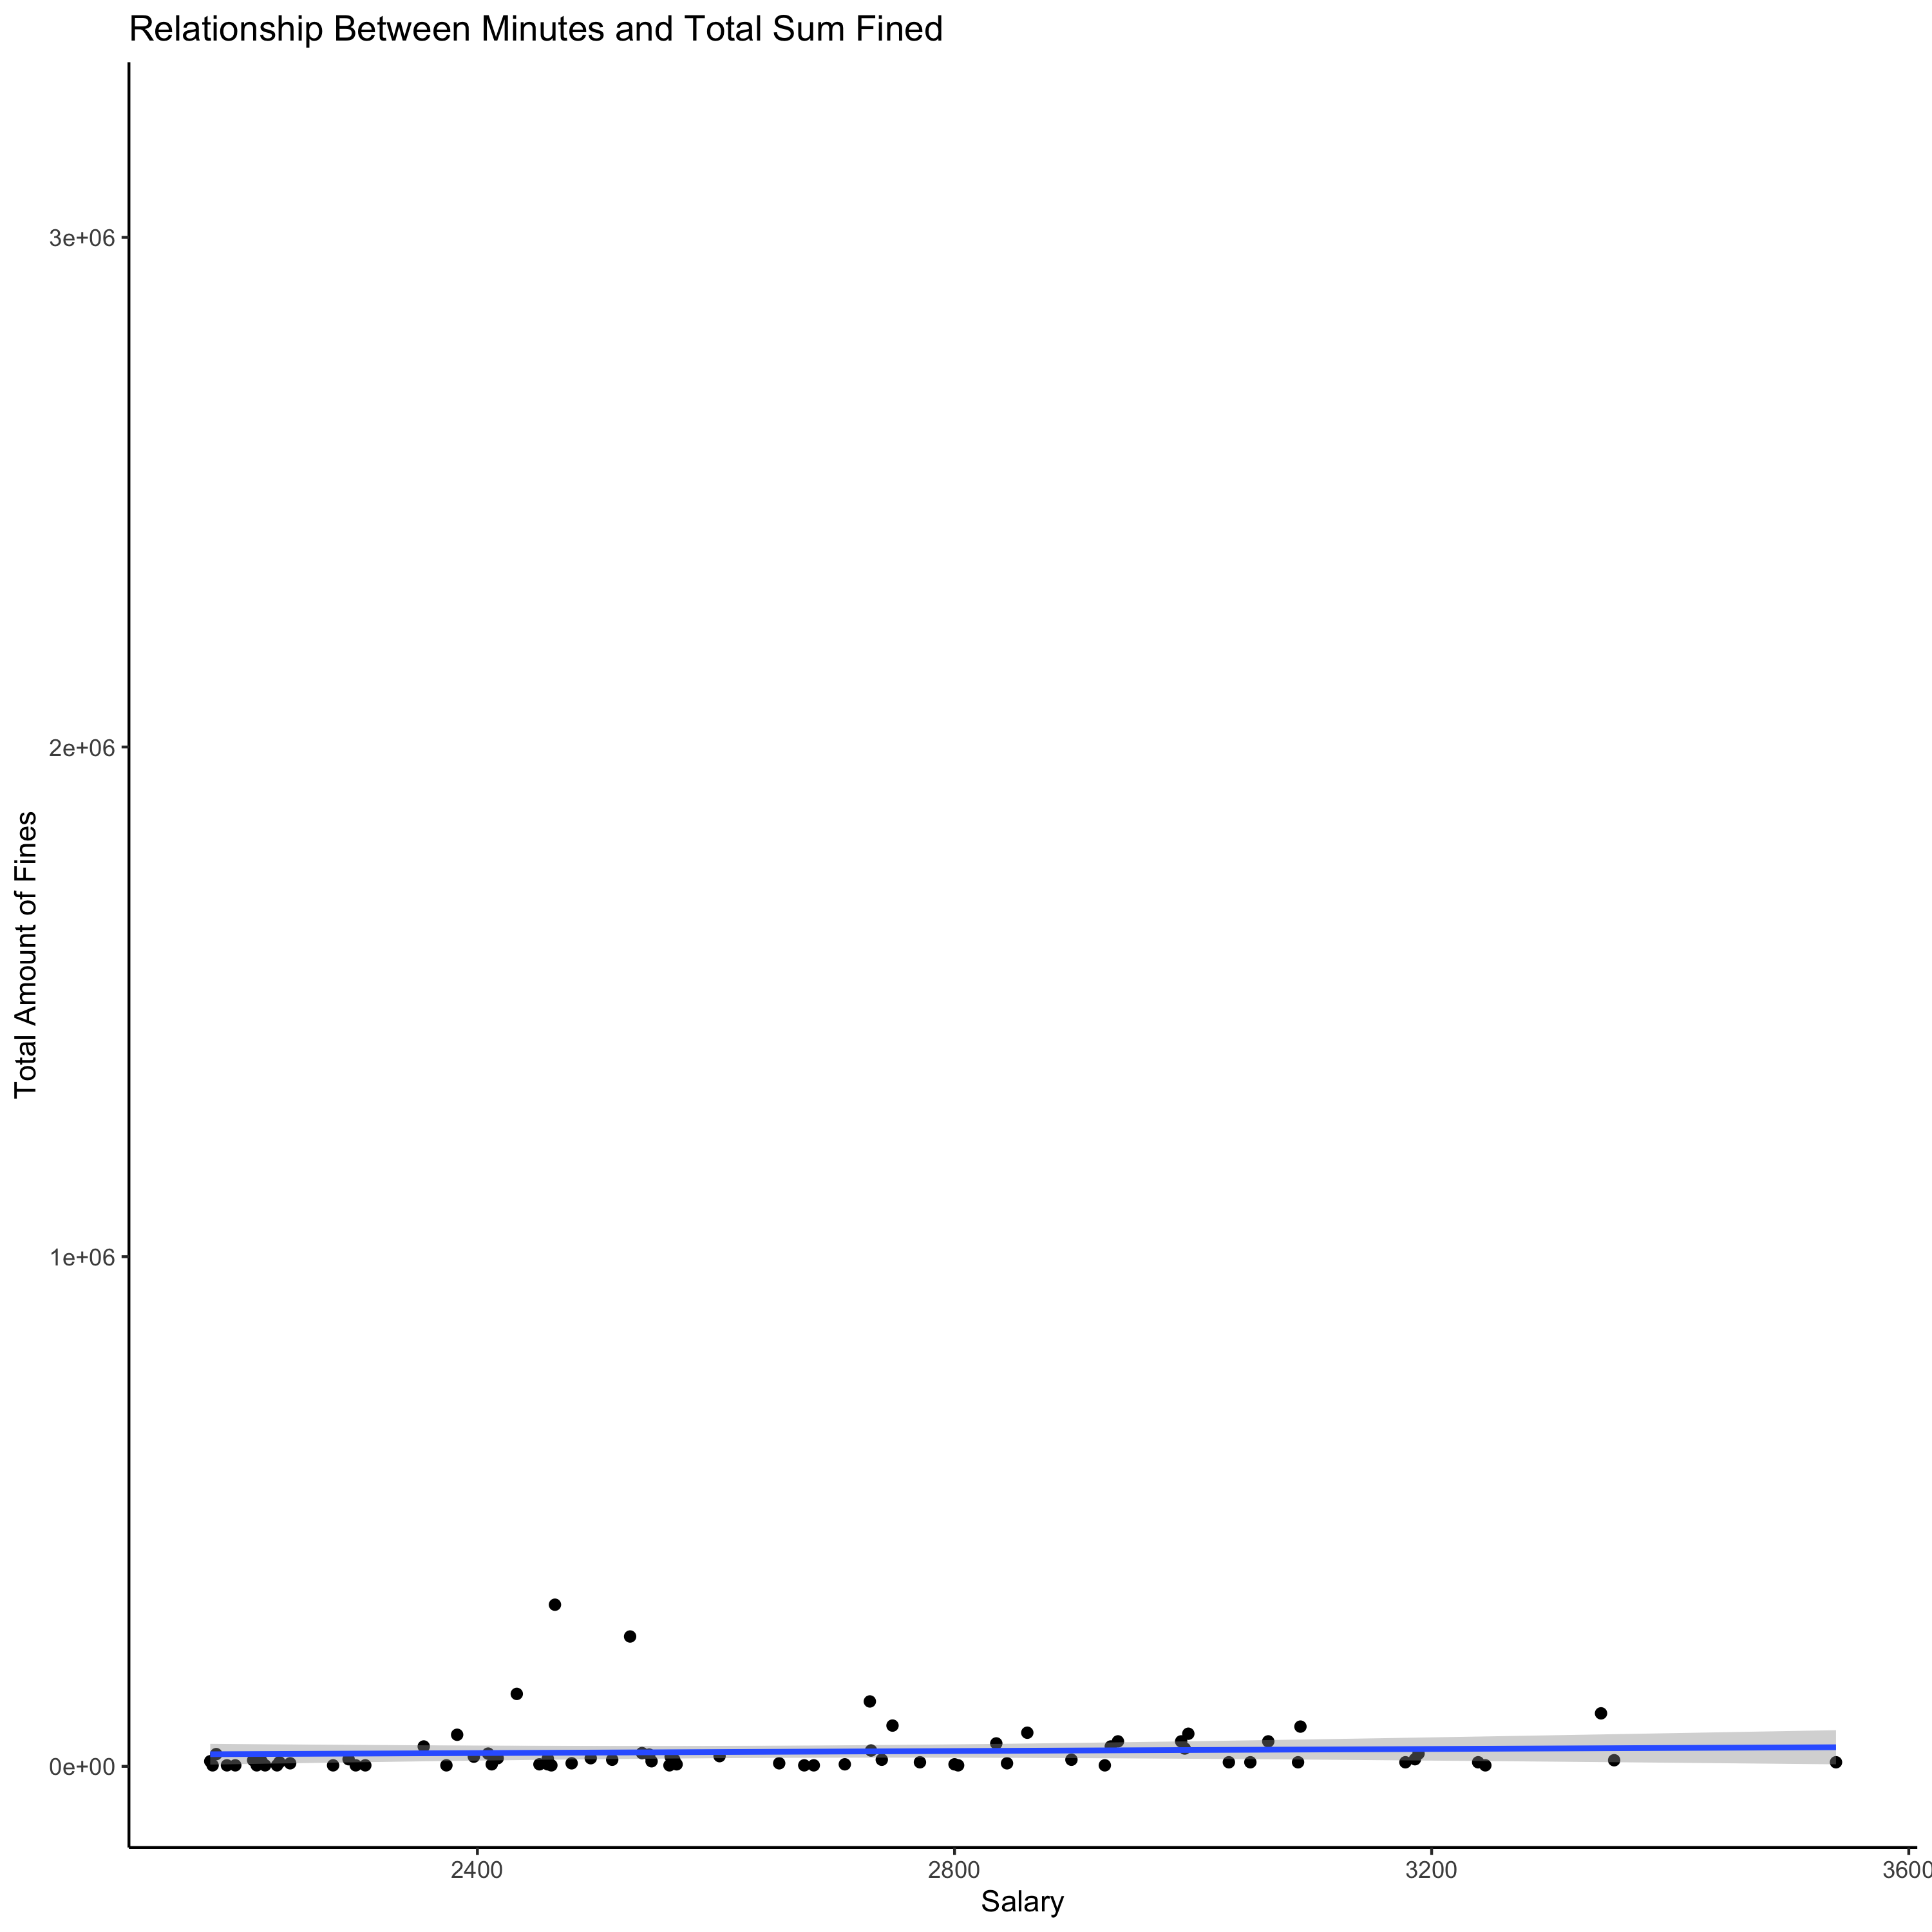 Relationship Between Minutes and Total Sum Fined
3e+06
2e+06
1e+06
0e+00
Total Amount of Fines
2400 2800 3200 3600
Salary